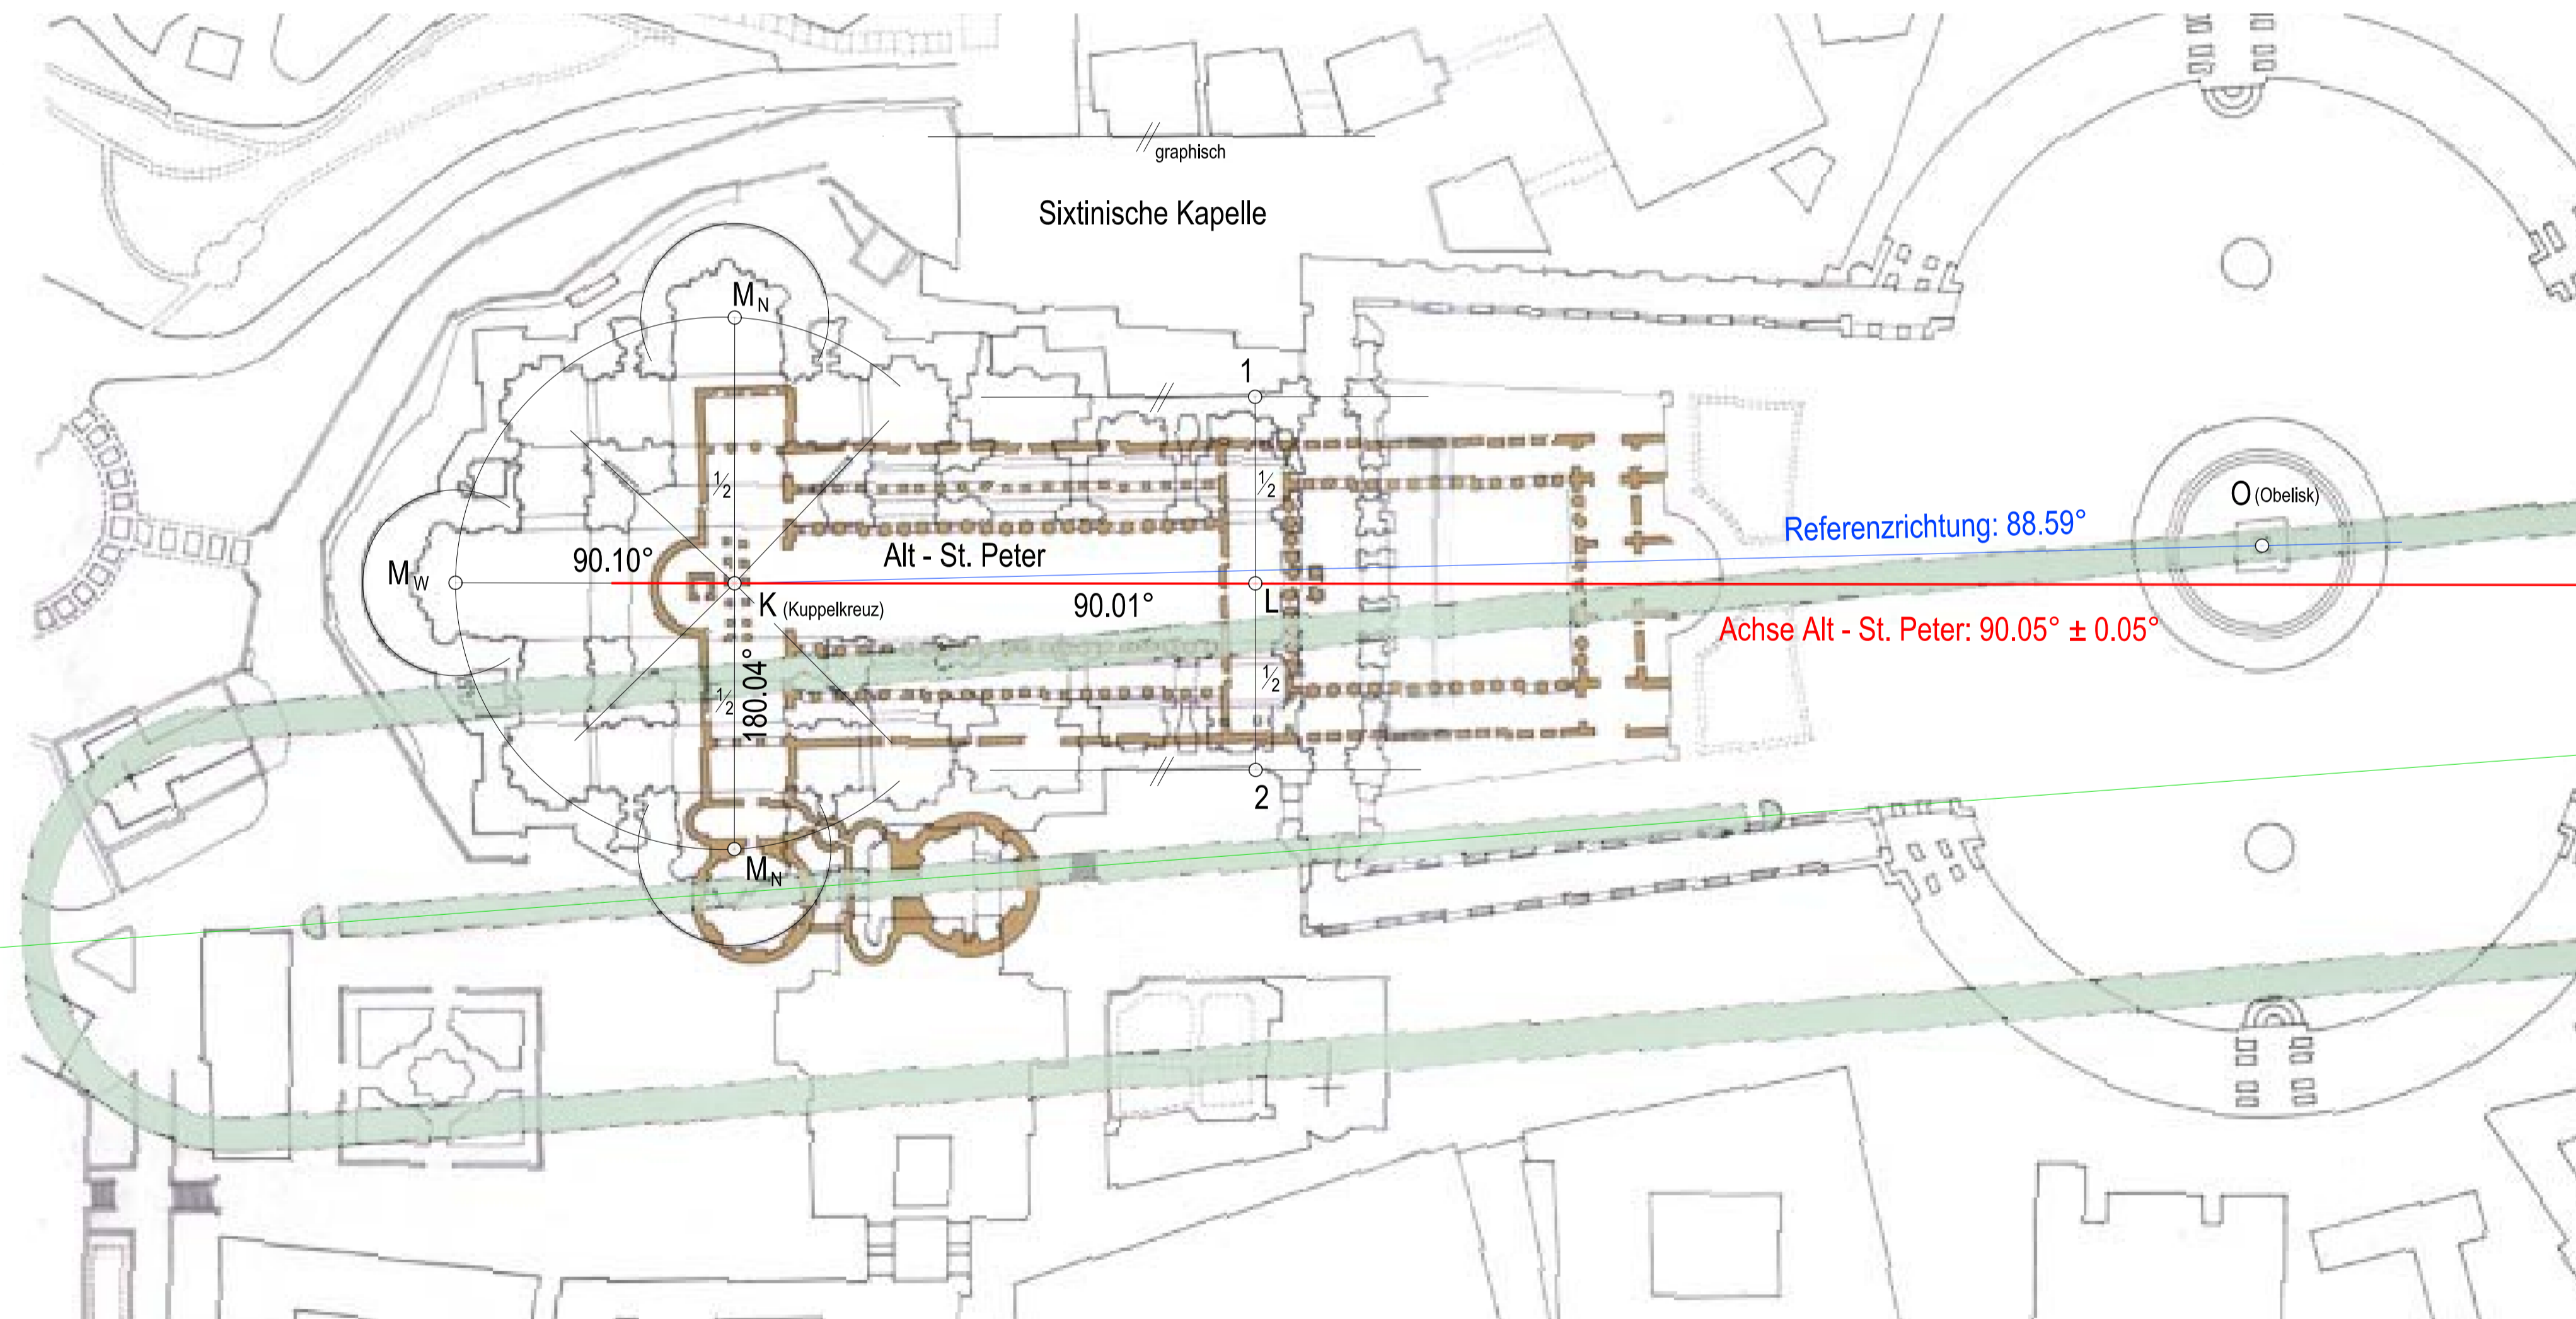 graphisch
Sixtinische Kapelle
M N
1
½
½
O (Obelisk)
Referenzrichtung: 88.59°
Alt - St. Peter
90.10°
M W
K (Kuppelkreuz)
90.01°
L
Achse Alt - St. Peter: 90.05° ± 0.05°
180.04°
½
½
2
M N